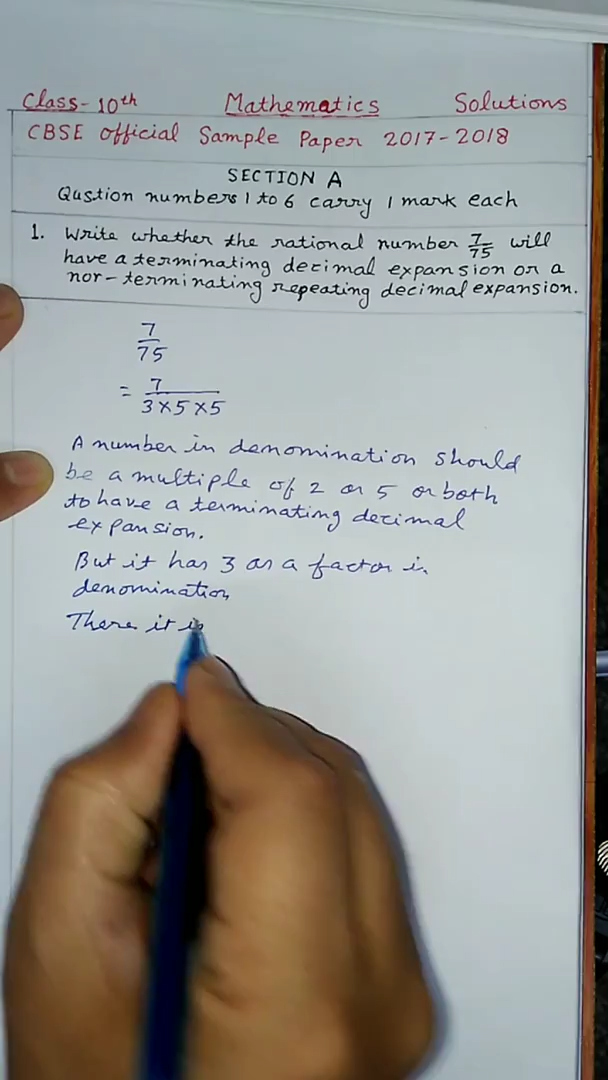 Class- 10th Mathematics Solutions
CBSE official Sample Paper 2017-2018
SECTION A
Qustion numbers 1 to 6 carry 1 mark each
1. Write whether the rational number 7/75 will
have a terminating decimal expansion or a
nor-terminating repeating decimal expansion.
7/75
= 7/3×5×5
A number in denomination should
be a multiple of 2 or 5 or both
to have a terminating decimal
expansion.
But it has 3 as a factor in
denomination
There it is